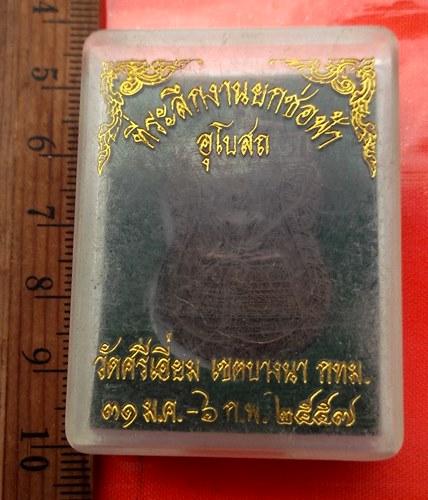 ที่ระลึกงานยกช่อฟ้า
อุโบสถ
วัดศรีเอี่ยม เขตบางนา กทม.
๓๑ ม.ค. - ๖ ก.พ. ๒๕๕๗
4
5
6
7
8
9
10